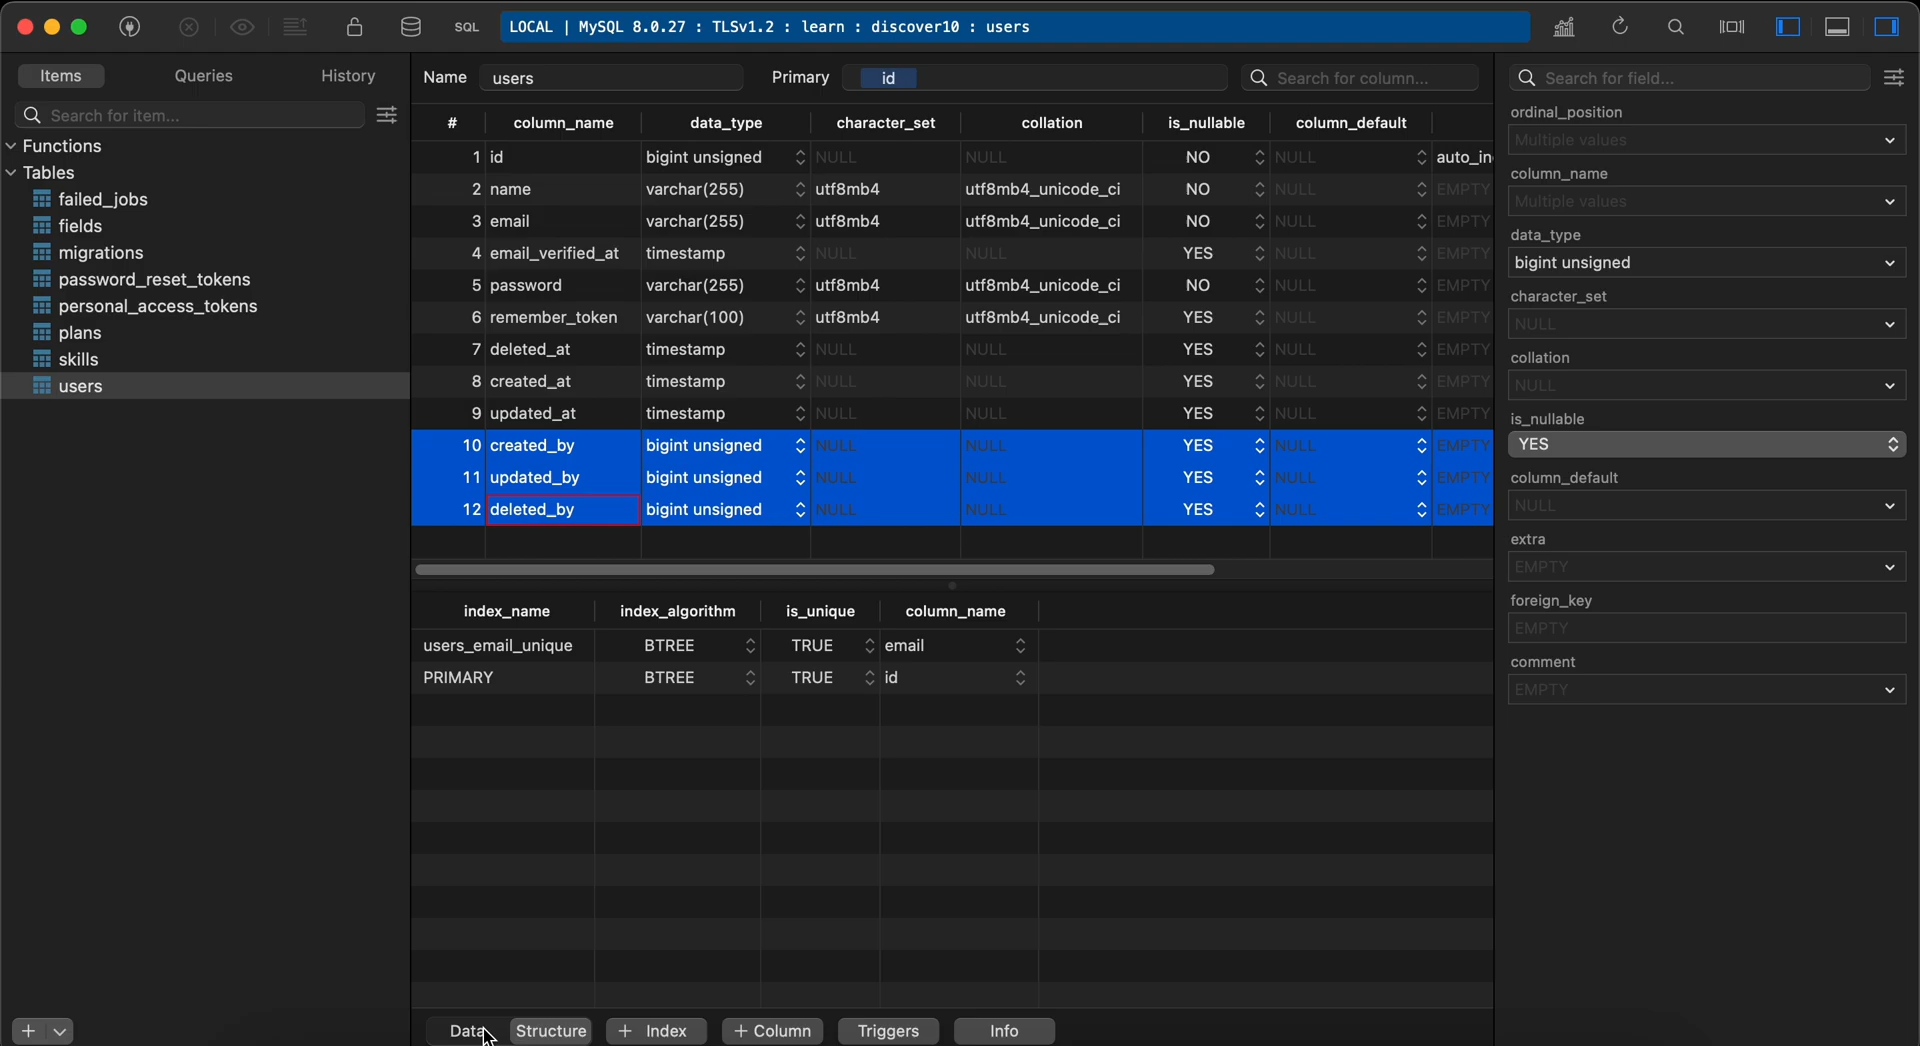 SQL LOCAL | MySQL 8.0.27 : TLSv1.2 : learn : discover10 : users
Items Queries History
Search for item...
Functions
Tables
failed_jobs
fields
migrations
password_reset_tokens
personal_access_tokens
plans
skills
users
Name users Primary id Search for column...
# column_name data_type character_set collation is_nullable column_default
1 id bigint unsigned NULL NULL NO NULL auto_in
2 name varchar(255) utf8mb4 utf8mb4_unicode_ci NO NULL EMPTY
3 email varchar(255) utf8mb4 utf8mb4_unicode_ci NO NULL EMPTY
4 email_verified_at timestamp NULL NULL YES NULL EMPTY
5 password varchar(255) utf8mb4 utf8mb4_unicode_ci NO NULL EMPTY
6 remember_token varchar(100) utf8mb4 utf8mb4_unicode_ci YES NULL EMPTY
7 deleted_at timestamp NULL NULL YES NULL EMPTY
8 created_at timestamp NULL NULL YES NULL EMPTY
9 updated_at timestamp NULL NULL YES NULL EMPTY
10 created_by bigint unsigned NULL NULL YES NULL EMPTY
11 updated_by bigint unsigned NULL NULL YES NULL EMPTY
12 deleted_by bigint unsigned NULL NULL YES NULL EMPTY
index_name index_algorithm is_unique column_name
users_email_unique BTREE TRUE email
PRIMARY BTREE TRUE id
Data Structure + Index + Column Triggers Info
Search for field...
ordinal_position
Multiple values
column_name
Multiple values
data_type
bigint unsigned
character_set
NULL
collation
NULL
is_nullable
YES
column_default
NULL
extra
EMPTY
foreign_key
EMPTY
comment
EMPTY